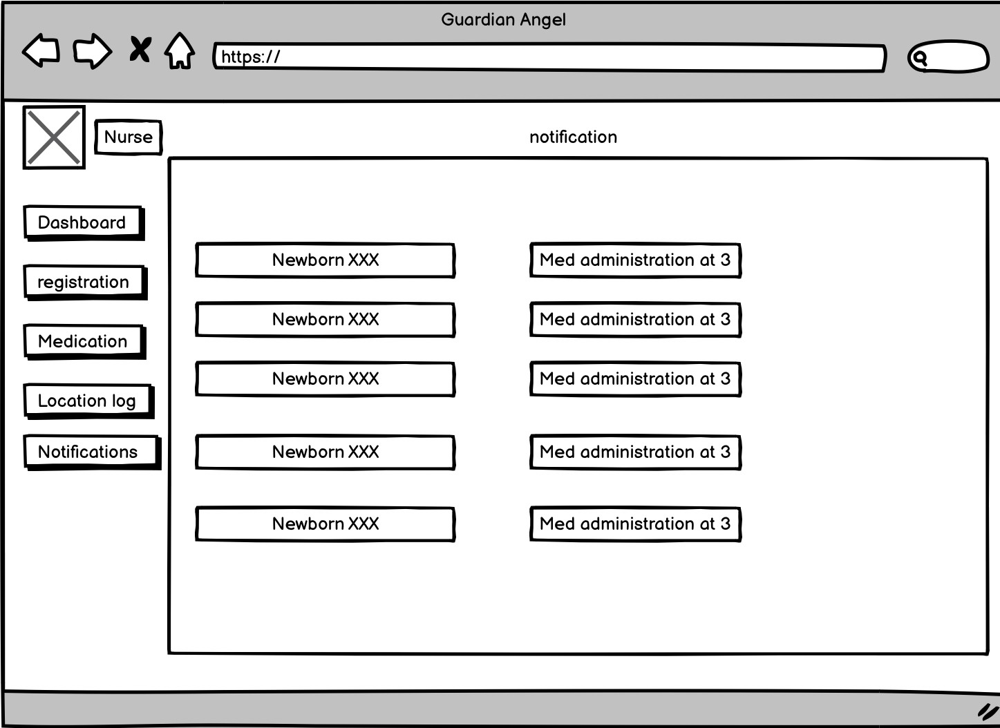 Guardian Angel
https://
Nurse
notification
Dashboard
registration
Medication
Location log
Notifications
Newborn XXX
Med administration at 3
Newborn XXX
Med administration at 3
Newborn XXX
Med administration at 3
Newborn XXX
Med administration at 3
Newborn XXX
Med administration at 3